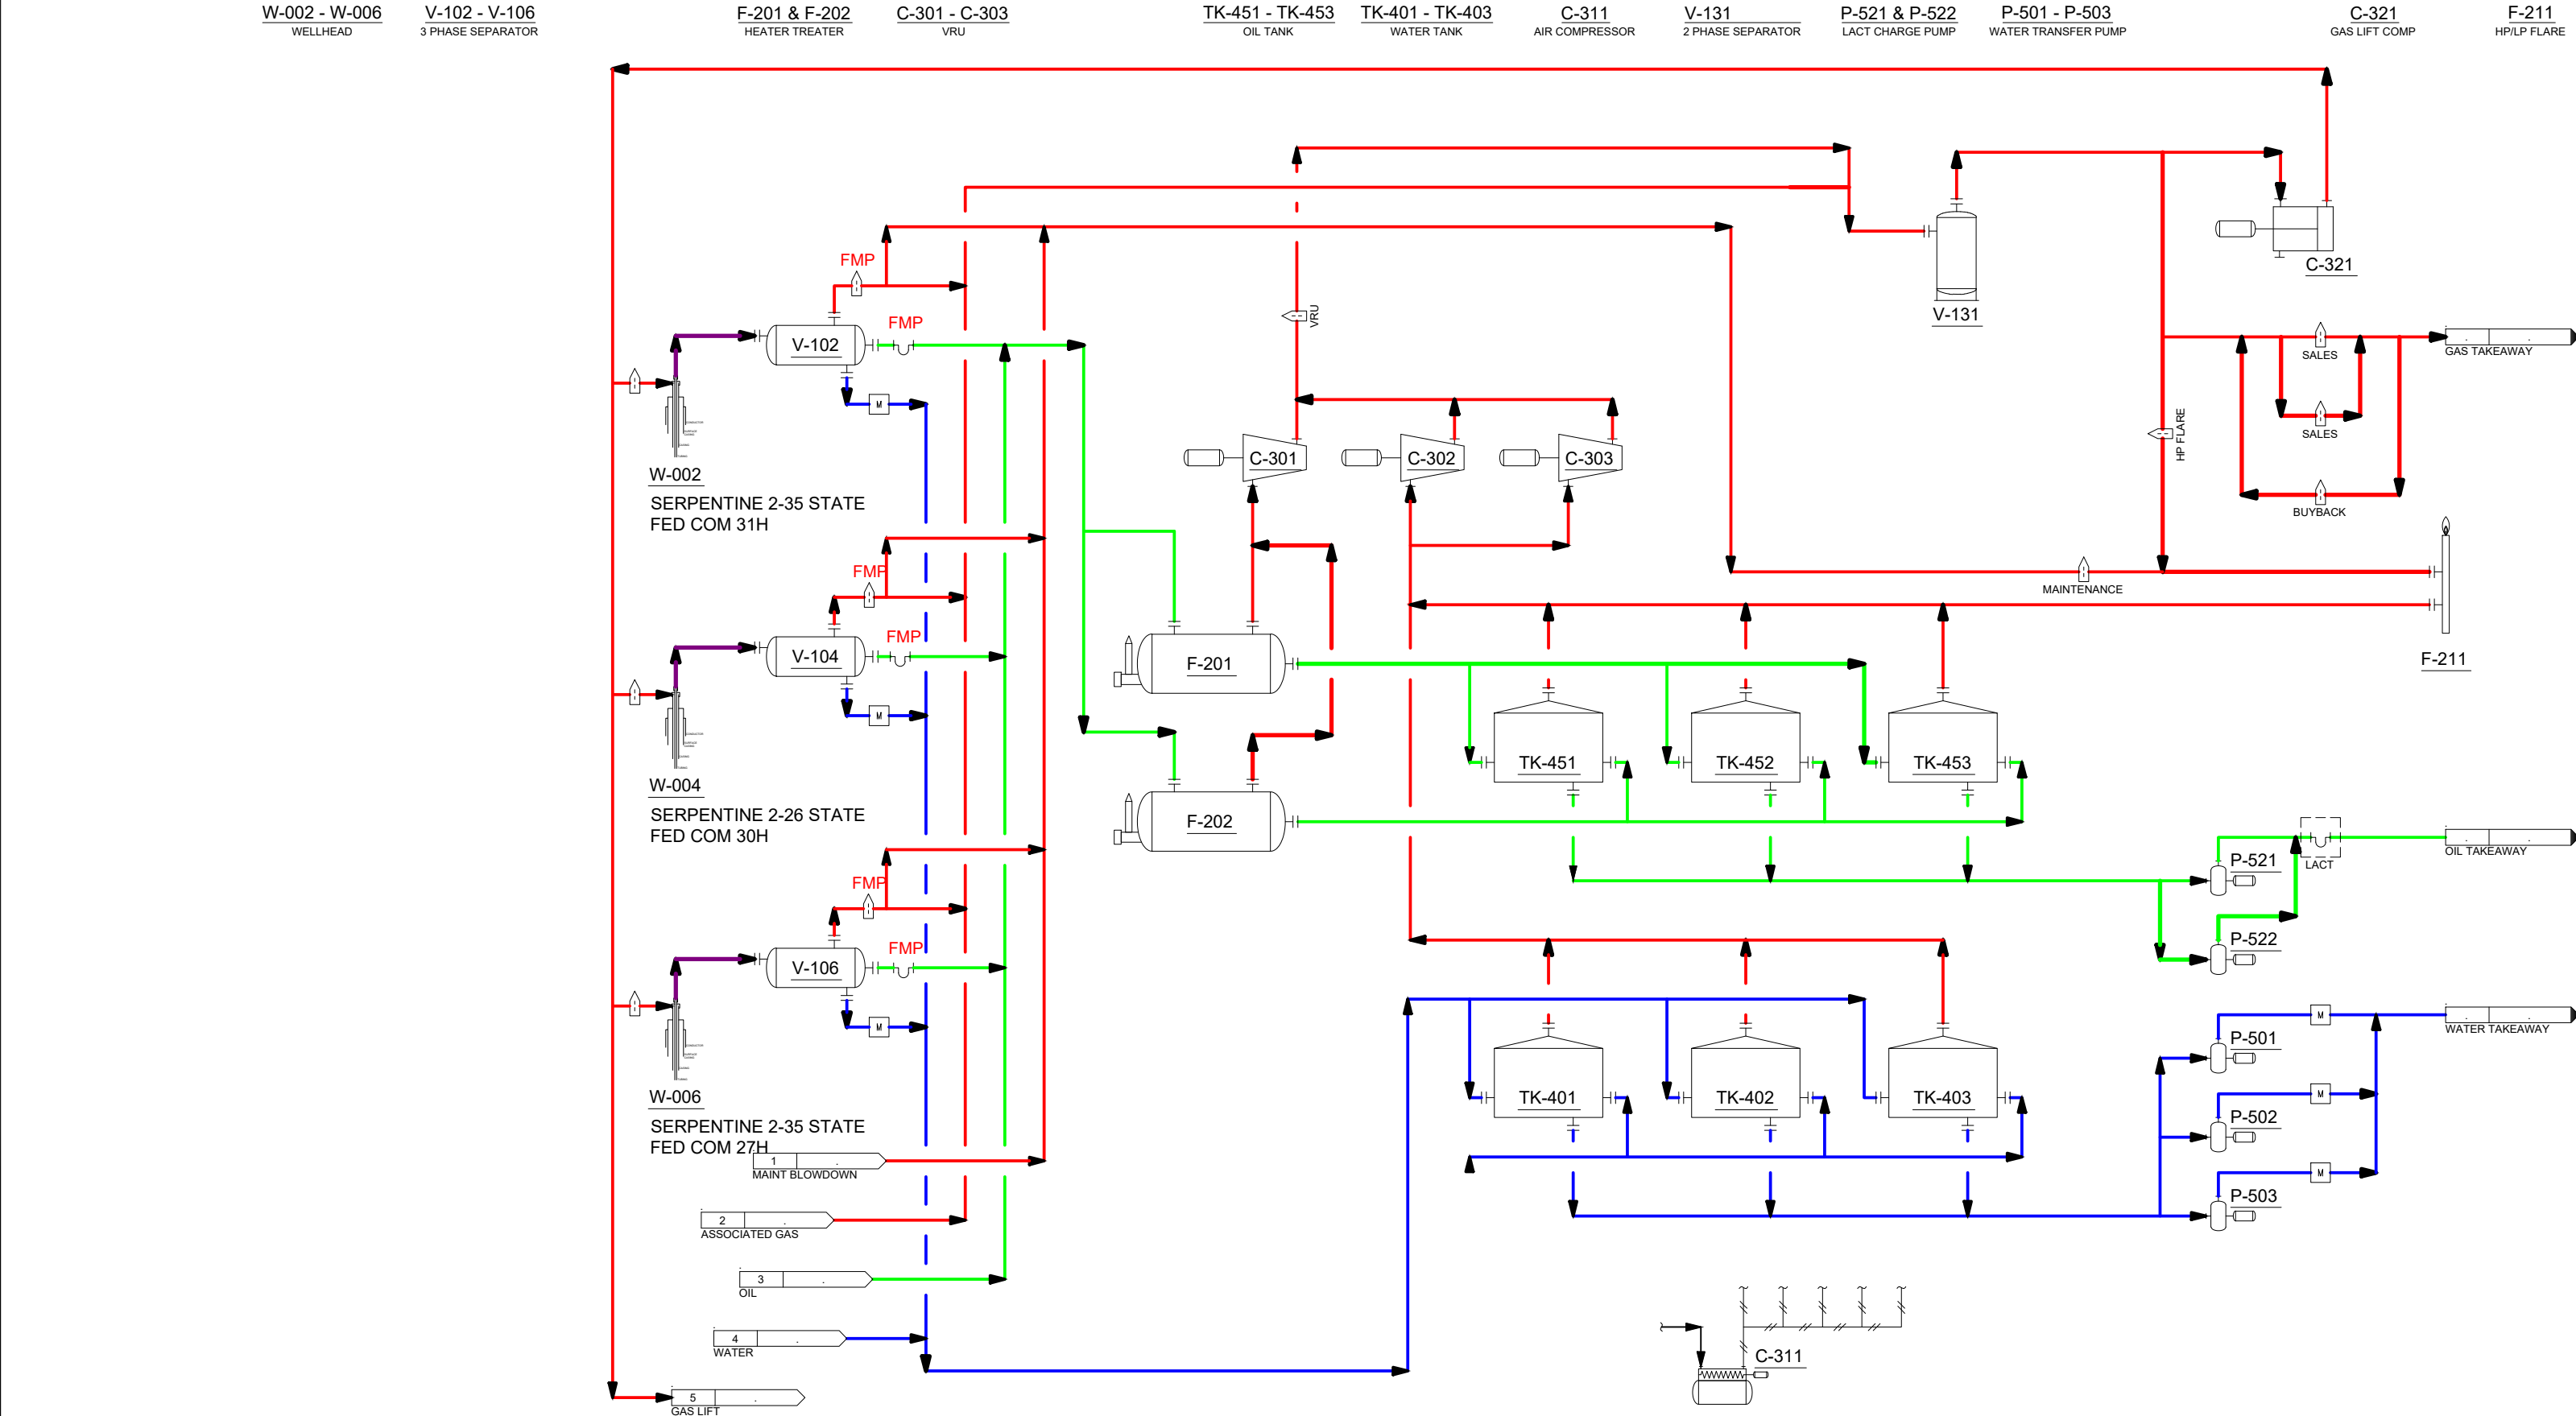 W-002 - W-006
WELLHEAD
V-102 - V-106
3 PHASE SEPARATOR
F-201 & F-202
HEATER TREATER
C-301 - C-303
VRU
TK-451 - TK-453
OIL TANK
TK-401 - TK-403
WATER TANK
C-311
AIR COMPRESSOR
V-131
2 PHASE SEPARATOR
P-521 & P-522
LACT CHARGE PUMP
P-501 - P-503
WATER TRANSFER PUMP
C-321
GAS LIFT COMP
F-211
HP/LP FLARE
FMP
FMP
V-102
M
W-002
SERPENTINE 2-35 STATE
FED COM 31H
FMP
FMP
V-104
M
W-004
SERPENTINE 2-26 STATE
FED COM 30H
FMP
FMP
V-106
M
W-006
SERPENTINE 2-35 STATE
FED COM 27H
1
MAINT BLOWDOWN
2
ASSOCIATED GAS
3
OIL
4
WATER
5
GAS LIFT
VRU
C-301
C-302
C-303
F-201
F-202
V-131
C-321
SALES
SALES
BUYBACK
GAS TAKEAWAY
HP FLARE
MAINTENANCE
F-211
TK-451
TK-452
TK-453
P-521
LACT
OIL TAKEAWAY
P-522
TK-401
TK-402
TK-403
M
WATER TAKEAWAY
P-501
M
P-502
M
P-503
C-311